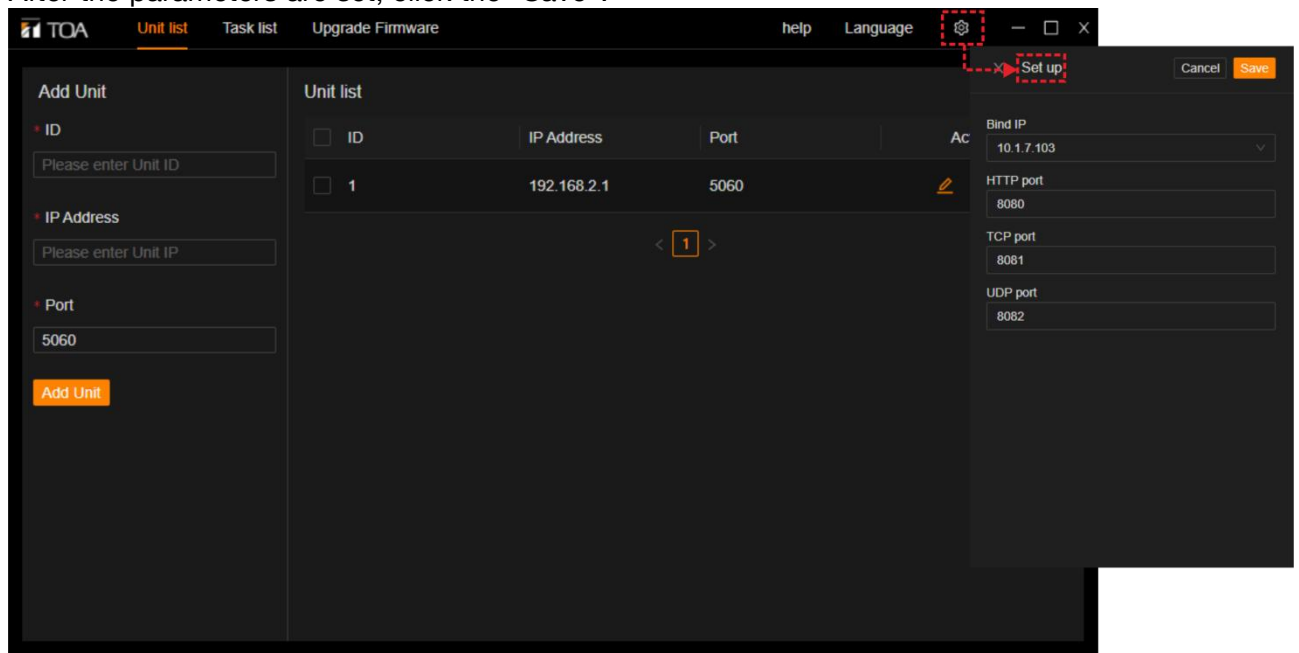 After the parameters are set, click the "Save".
TOA Unit list Task list Upgrade Firmware help Language
Set up Cancel Save
Add Unit
* ID
Please enter Unit ID
* IP Address
Please enter Unit IP
* Port
5060
Add Unit
Unit list
ID IP Address Port Ac
1 192.168.2.1 5060
< 1 >
Bind IP
10.1.7.103
HTTP port
8080
TCP port
8081
UDP port
8082